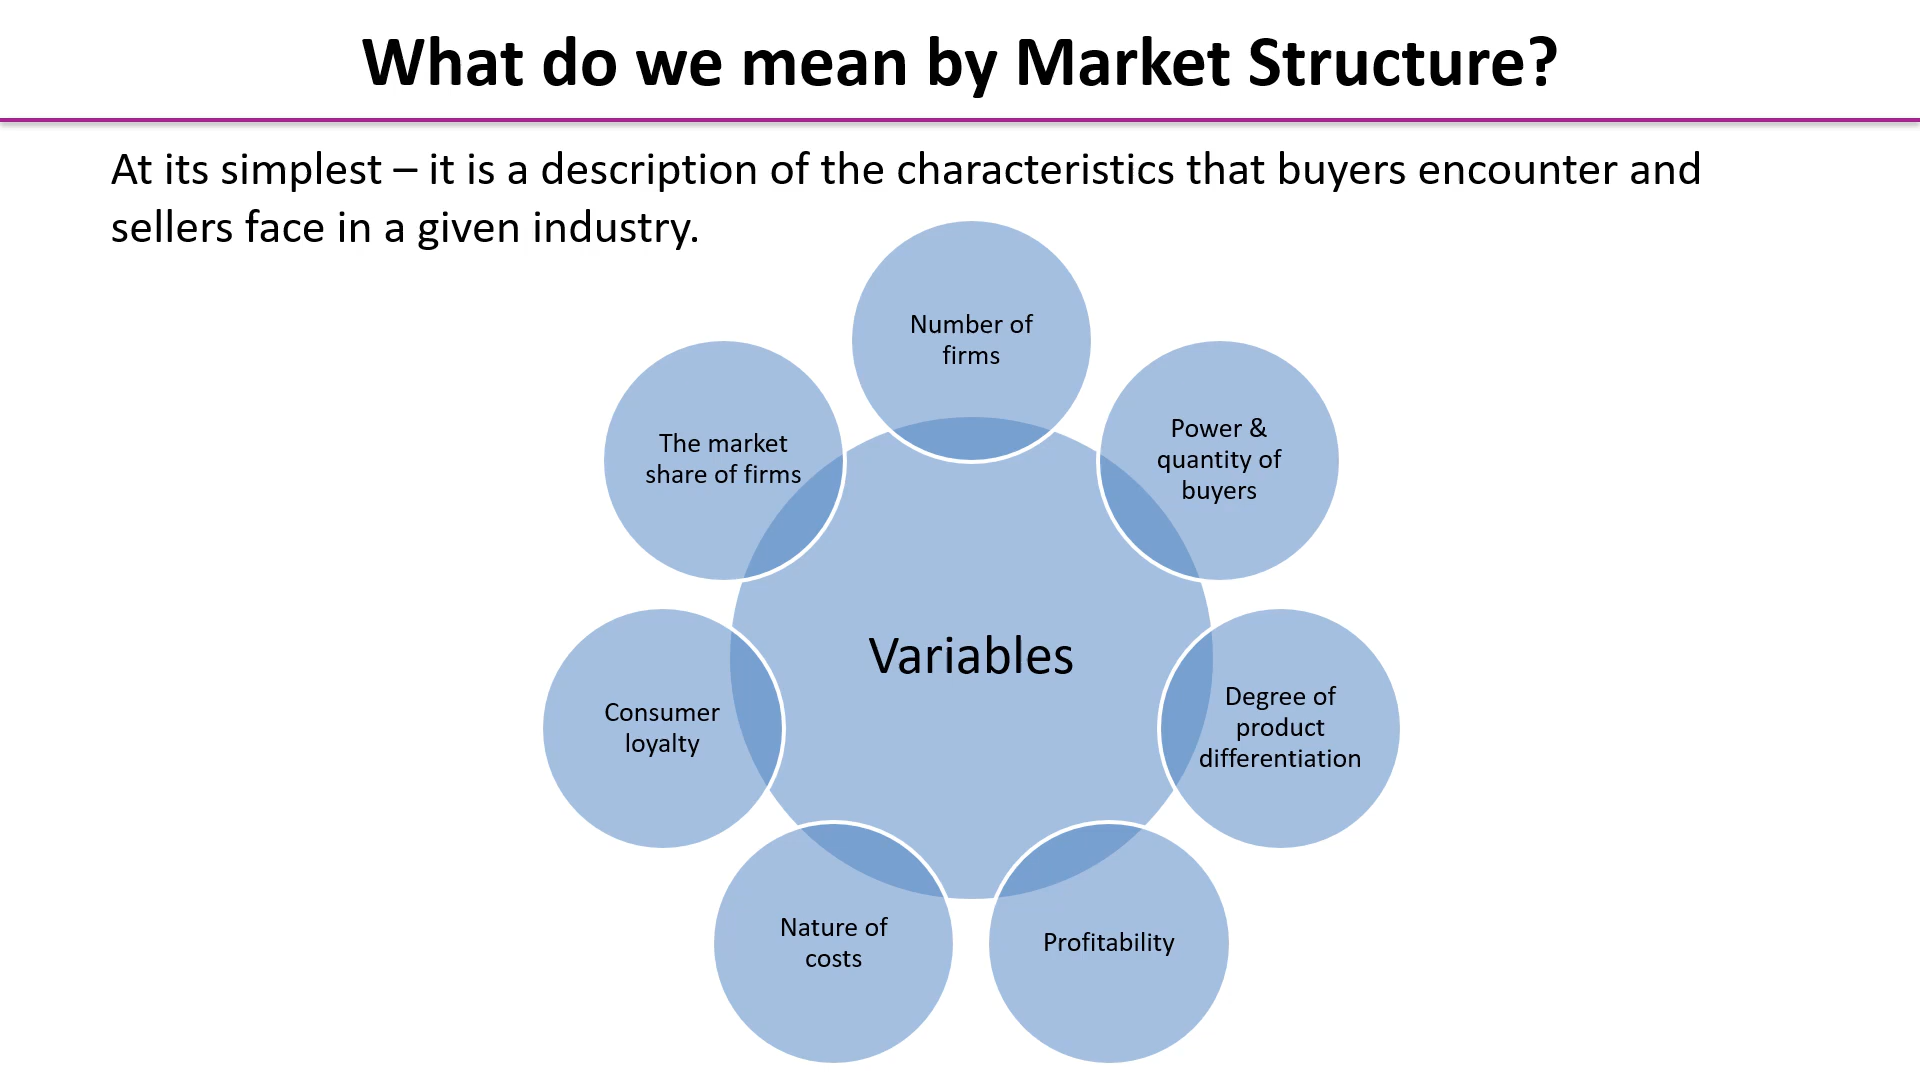 What do we mean by Market Structure?
At its simplest – it is a description of the characteristics that buyers encounter and
sellers face in a given industry.
Number of
firms
Power &
quantity of
buyers
Degree of
product
differentiation
Profitability
Nature of
costs
Consumer
loyalty
The market
share of firms
Variables